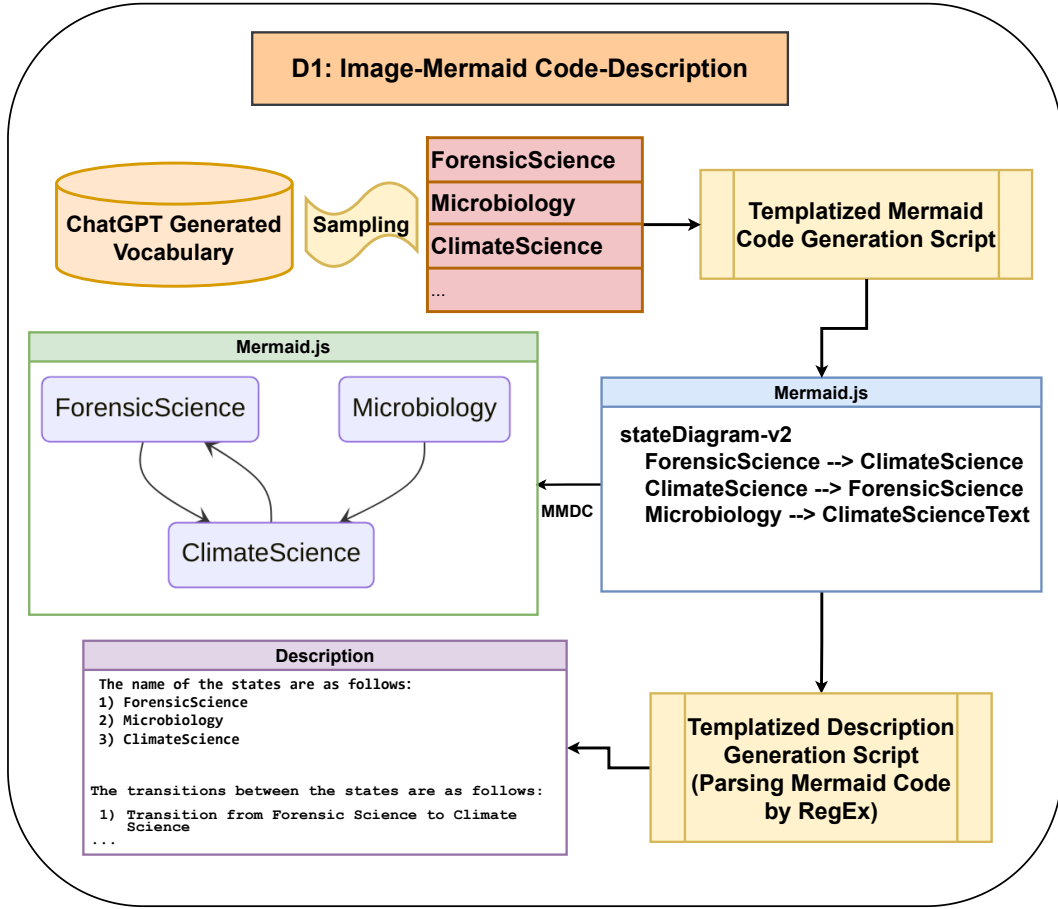 D1: Image-Mermaid Code-Description
ChatGPT Generated
Vocabulary
Sampling
ForensicScience
Microbiology
ClimateScience
...
Templatized Mermaid
Code Generation Script
Mermaid.js
ForensicScience
Microbiology
ClimateScience
MMDC
Mermaid.js
stateDiagram-v2
ForensicScience --> ClimateScience
ClimateScience --> ForensicScience
Microbiology --> ClimateScienceText
Description
The name of the states are as follows:
1) ForensicScience
2) Microbiology
3) ClimateScience
The transitions between the states are as follows:
1) Transition from Forensic Science to Climate
Science
...
Templatized Description
Generation Script
(Parsing Mermaid Code
by RegEx)